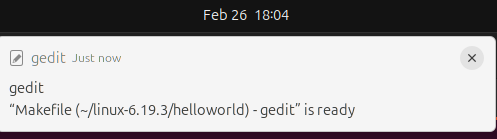 Feb 26 18:04
gedit Just now
gedit
“Makefile (~/linux-6.19.3/helloworld) - gedit” is ready